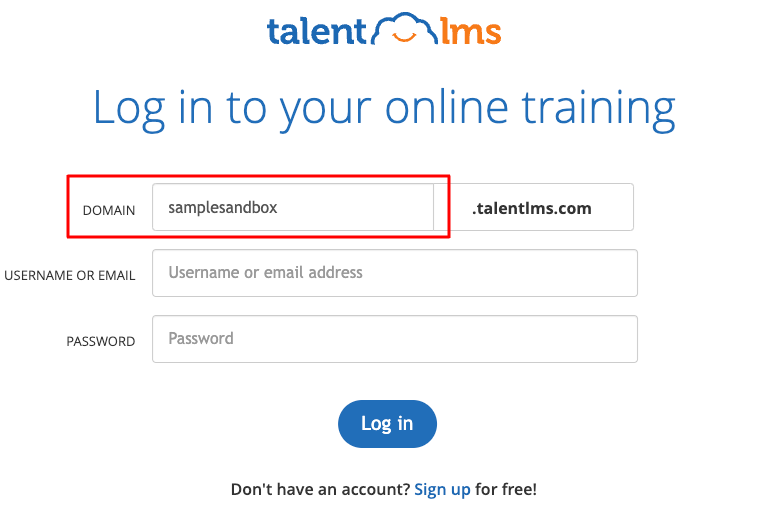 talent lms
Log in to your online training
DOMAIN samplesandbox .talentlms.com
USERNAME OR EMAIL Username or email address
PASSWORD Password
Log in
Don't have an account? Sign up for free!